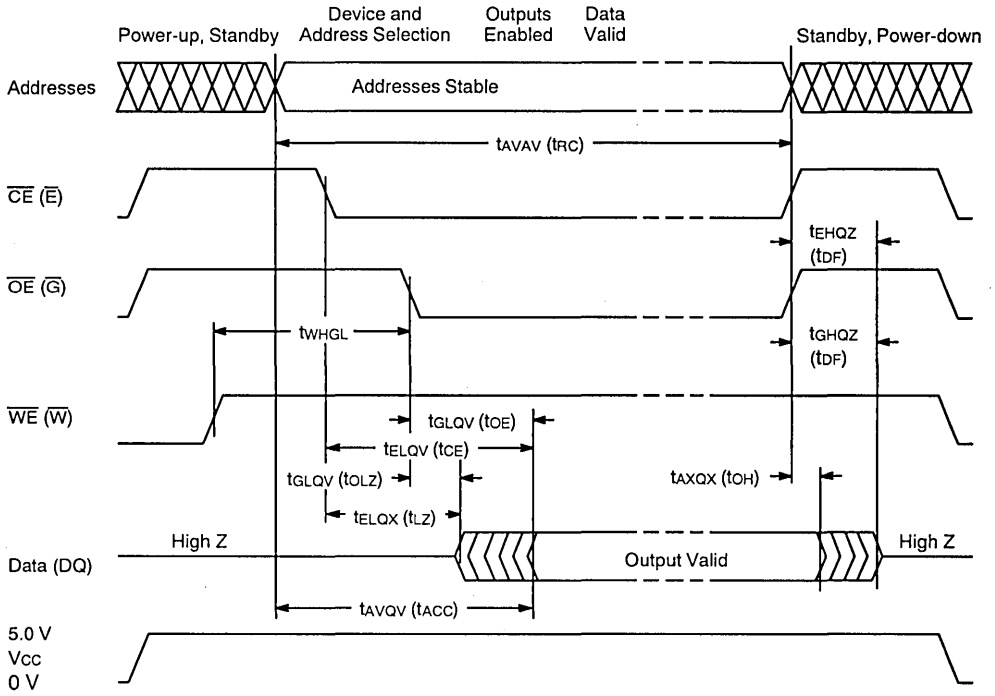 Power-up, Standby
Device and
Address Selection
Outputs
Enabled
Data
Valid
Standby, Power-down
Addresses
Addresses Stable
tAVAV (tRC)
CE (E)
tEHQZ
(tDF)
OE (G)
tWHGL
tGHQZ
(tDF)
WE (W)
tGLQV (tOE)
tELQV (tCE)
tGLQV (tOLZ)
tAXQX (tOH)
tELQX (tLZ)
High Z
Output Valid
High Z
Data (DQ)
tAVQV (tACC)
5.0 V
VCC
0 V